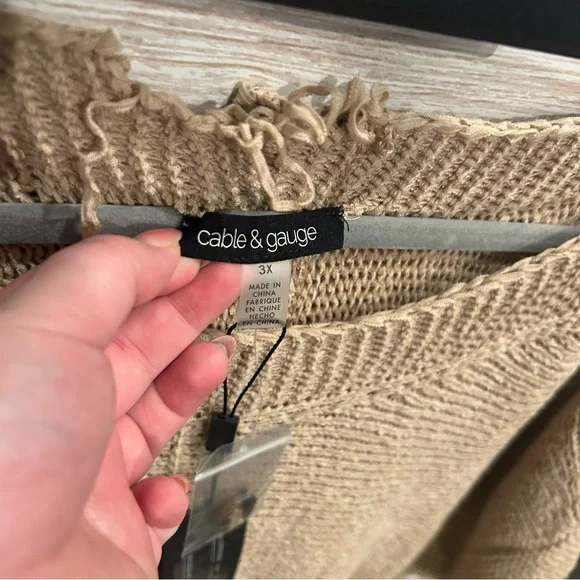 cable & gauge
3X
MADE IN
CHINA
FABRIQUE
EN CHINE
HECHO
EN CHINA